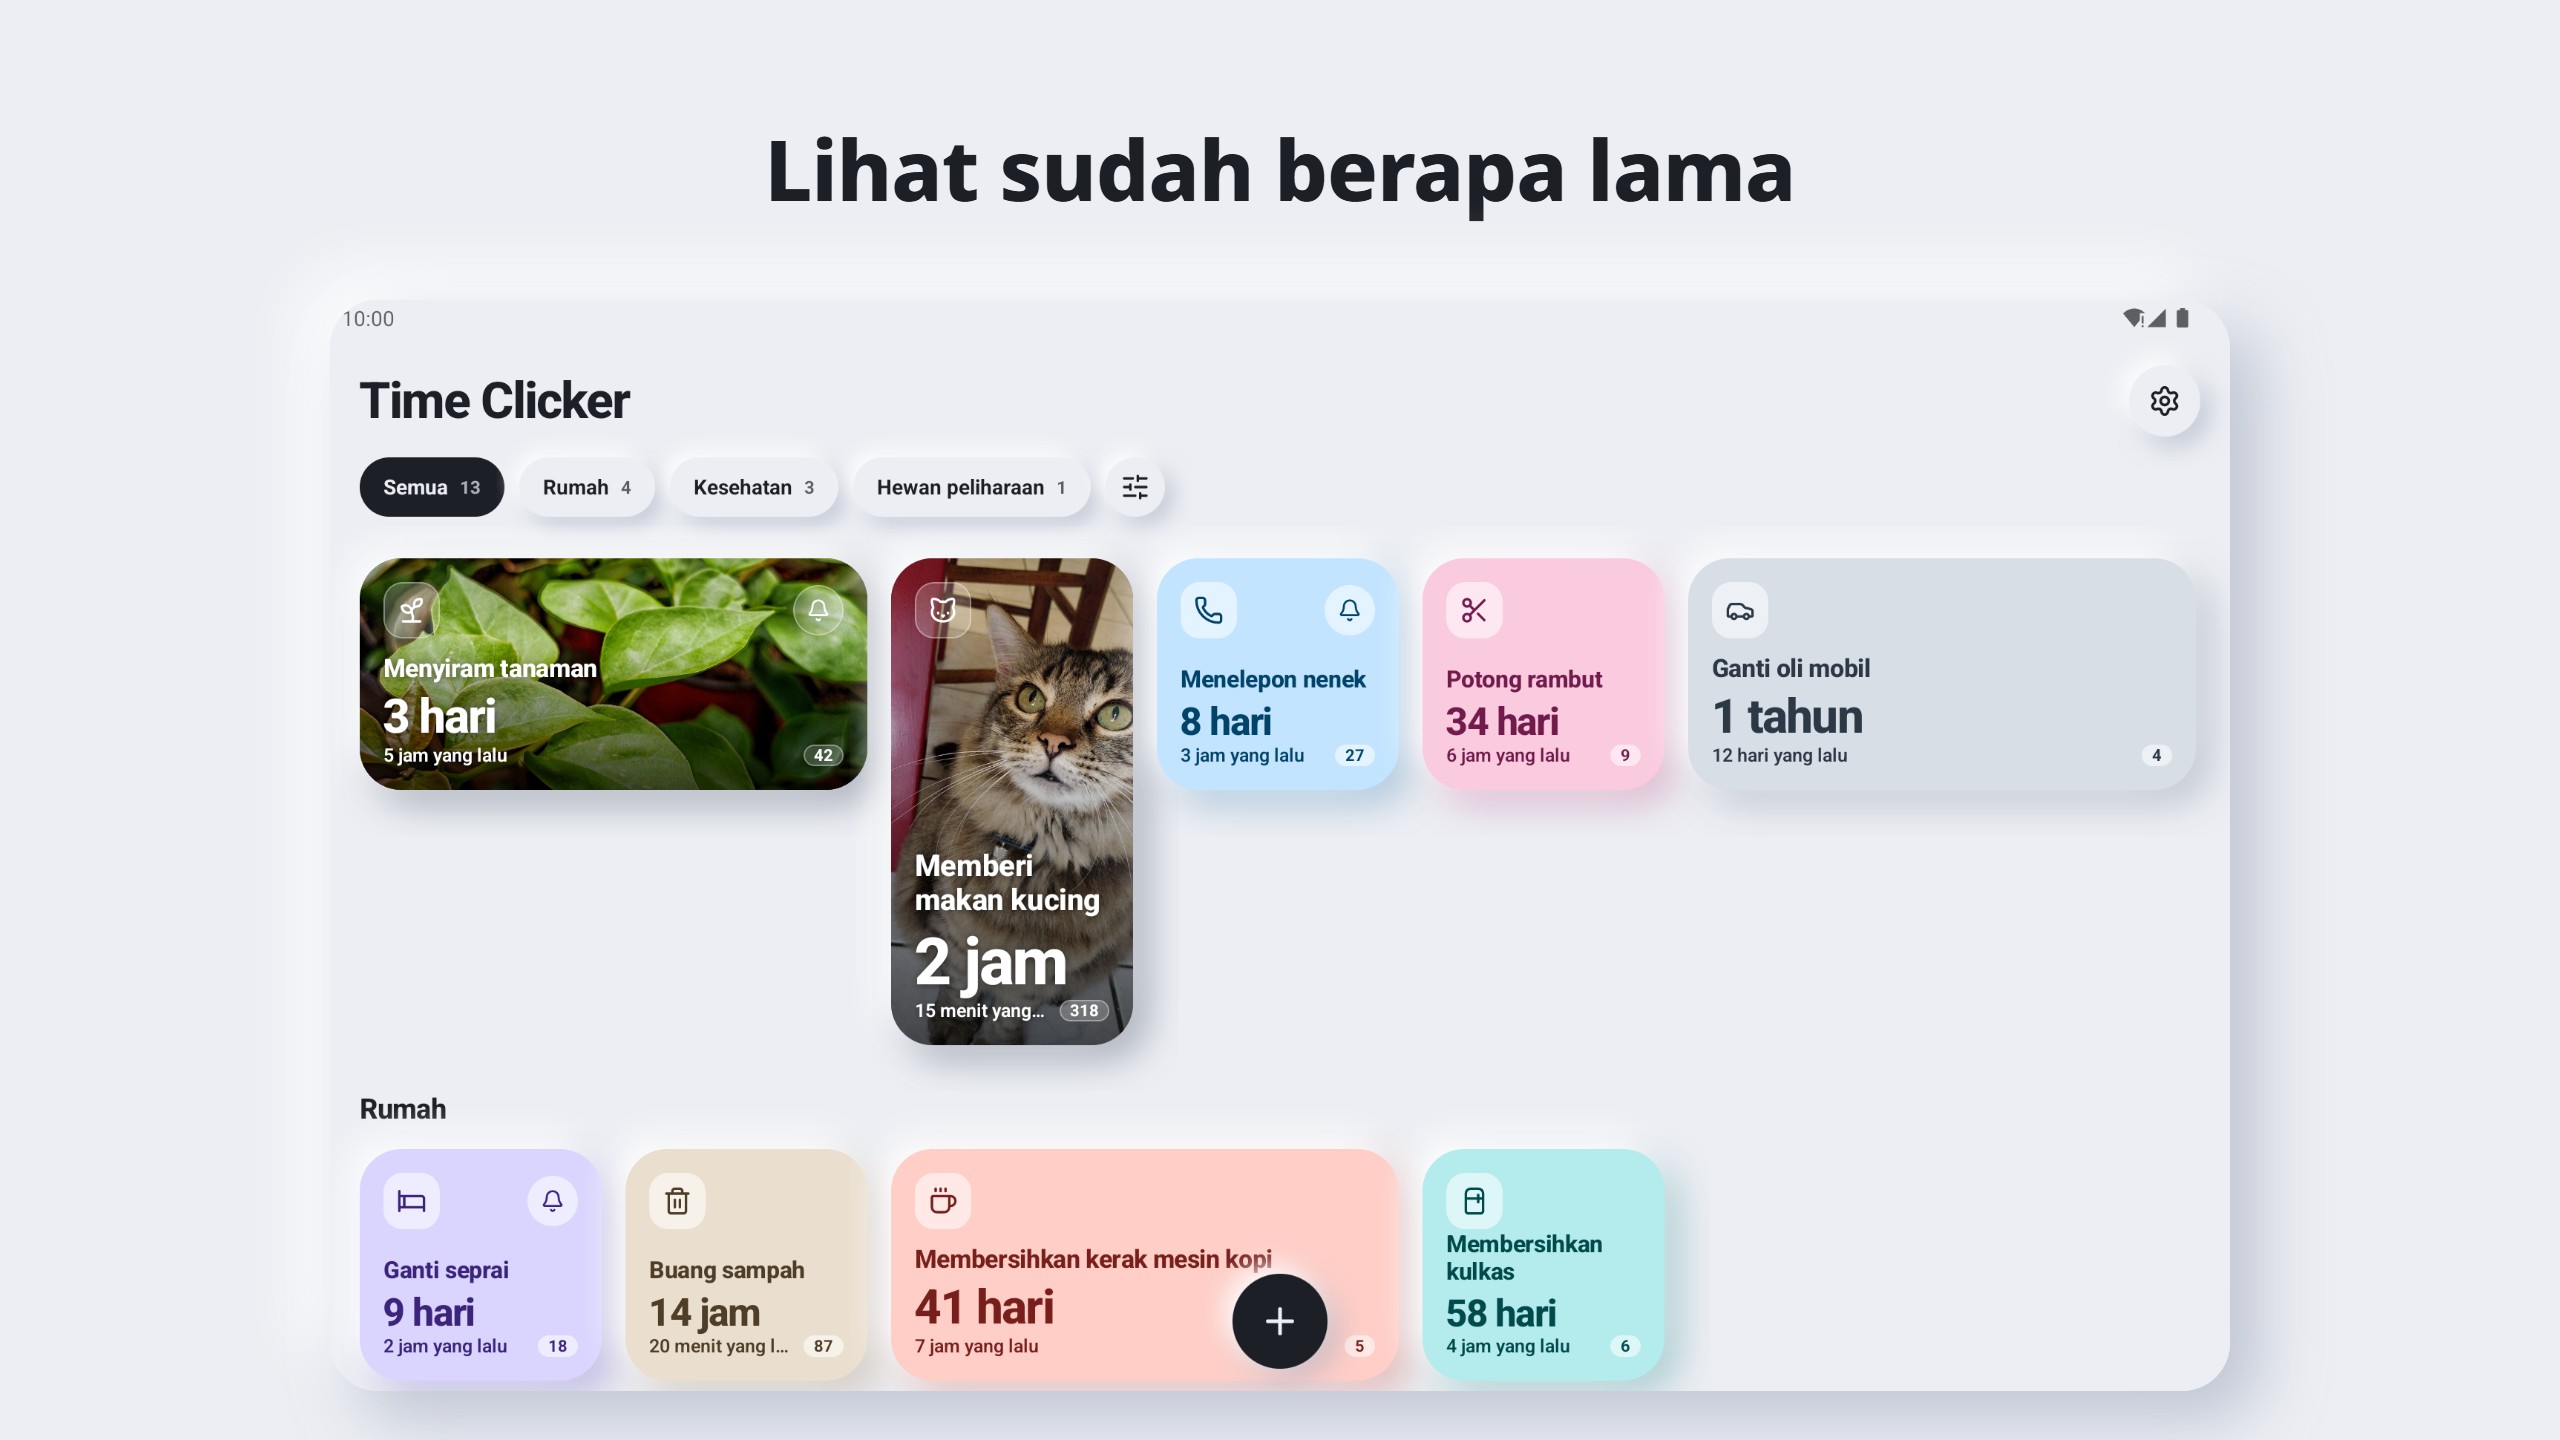 Lihat sudah berapa lama
10:00
Time Clicker
Semua 13
Rumah 4
Kesehatan 3
Hewan peliharaan 1
Menyiram tanaman
3 hari
5 jam yang lalu 42
Memberi
makan kucing
2 jam
15 menit yang... 318
Menelepon nenek
8 hari
3 jam yang lalu 27
Potong rambut
34 hari
6 jam yang lalu 9
Ganti oli mobil
1 tahun
12 hari yang lalu 4
Rumah
Ganti seprai
9 hari
2 jam yang lalu 18
Buang sampah
14 jam
20 menit yang l... 87
Membersihkan kerak mesin kopi
41 hari
7 jam yang lalu 5
Membersihkan
kulkas
58 hari
4 jam yang lalu 6